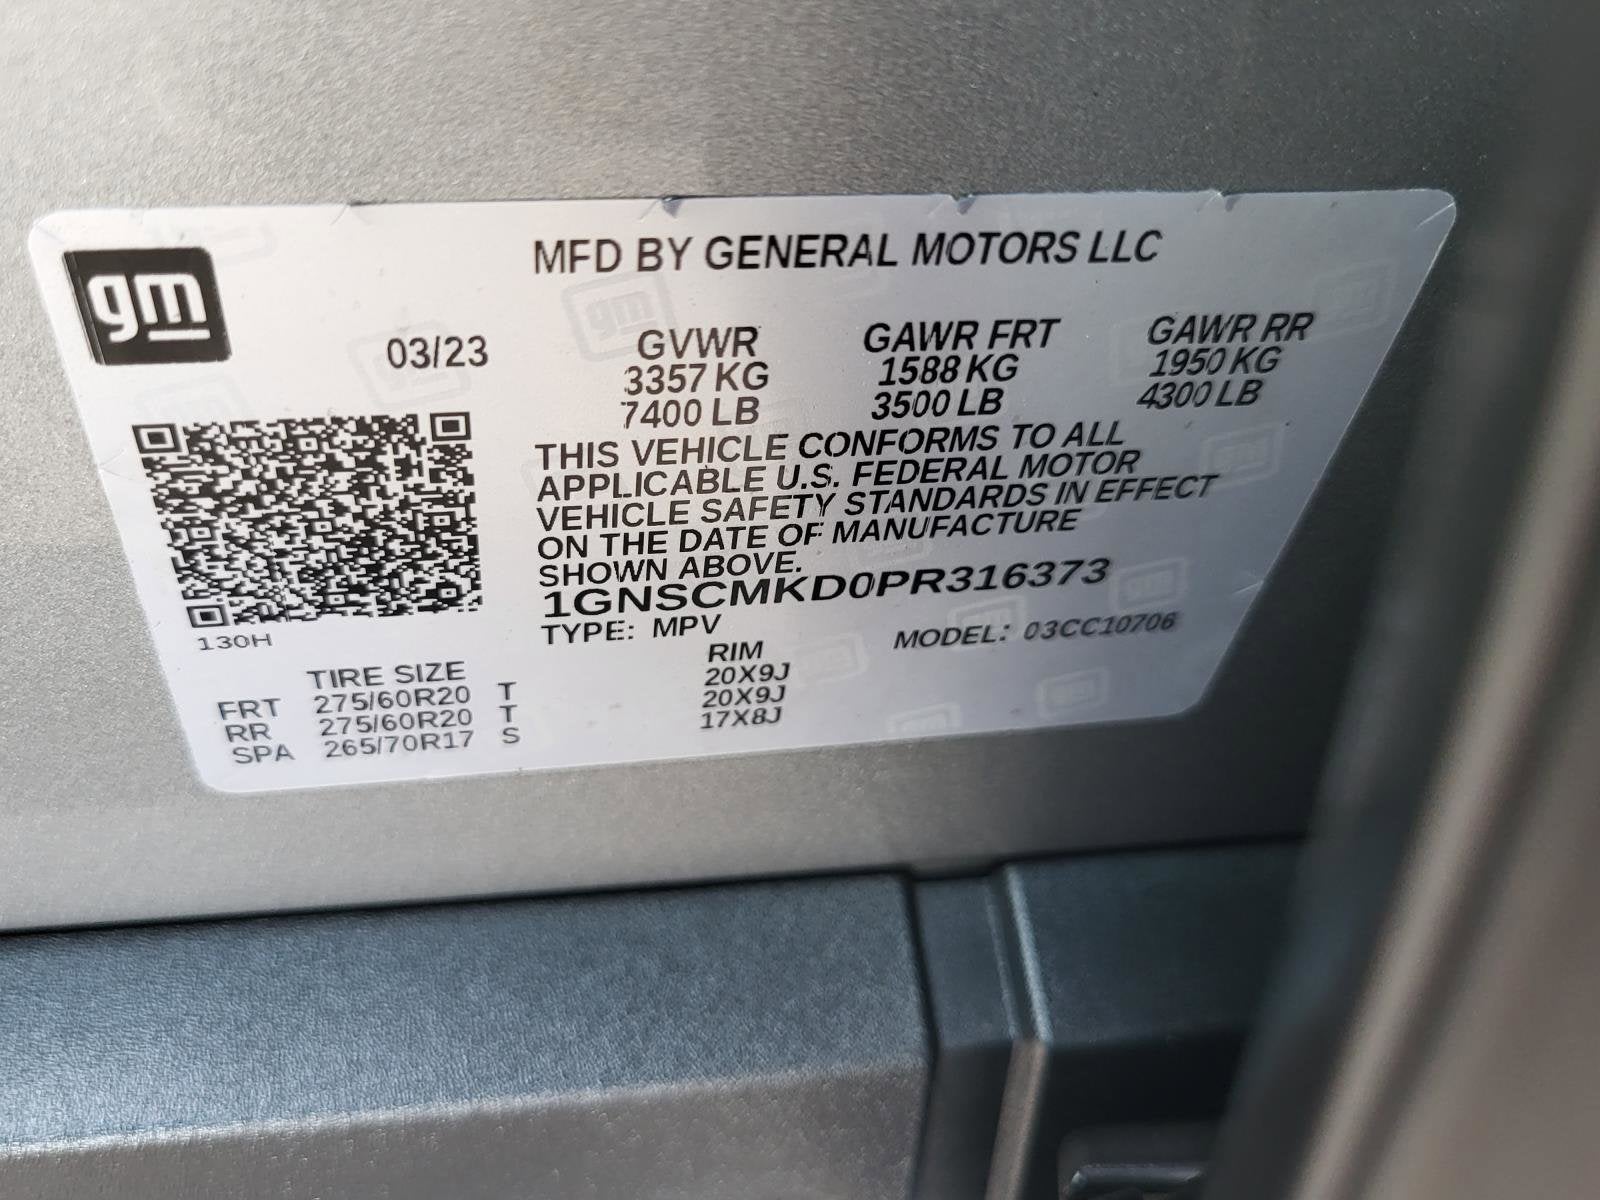 gm
MFD BY GENERAL MOTORS LLC
03/23
GVWR GAWR FRT GAWR RR
3357 KG 1588 KG 1950 KG
7400 LB 3500 LB 4300 LB
THIS VEHICLE CONFORMS TO ALL
APPLICABLE U.S. FEDERAL MOTOR
VEHICLE SAFETY STANDARDS IN EFFECT
ON THE DATE OF MANUFACTURE
SHOWN ABOVE.
1GNSCMKD0PR316373
TYPE: MPV MODEL: 03CC10706
130H
TIRE SIZE RIM
FRT 275/60R20 T 20X9J
RR 275/60R20 T 20X9J
SPA 265/70R17 S 17X8J